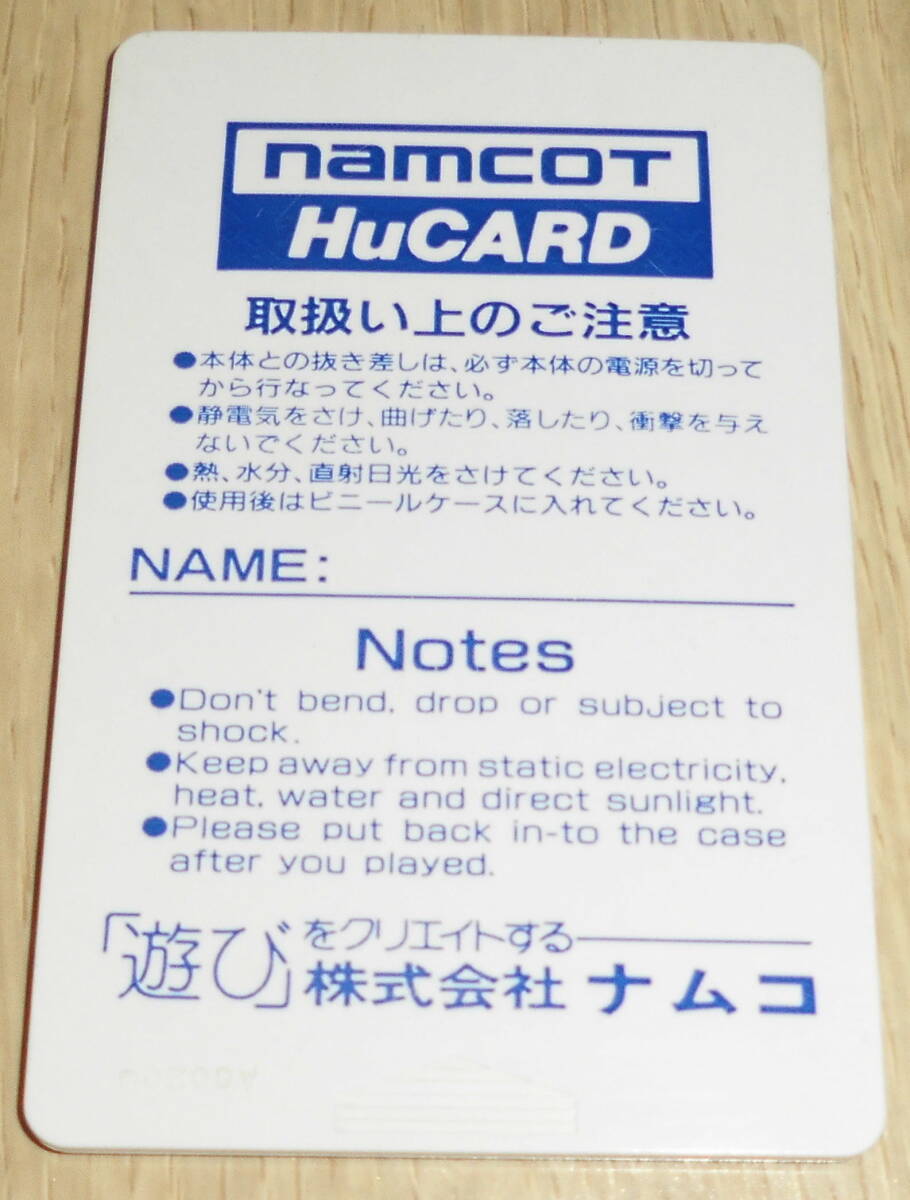 namcoT
HuCARD
取扱い上のご注意
●本体との抜き差しは、必ず本体の電源を切って
から行なってください。
●静電気をさけ、曲げたり、落したり、衝撃を与え
ないでください。
●熱、水分、直射日光をさけてください。
●使用後はビニールケースに入れてください。
NAME:
Notes
●Don't bend, drop or subject to
shock.
●Keep away from static electricity,
heat, water and direct sunlight.
●Please put back in-to the case
after you played.
「遊び」をクリエイトする
株式会社ナムコ